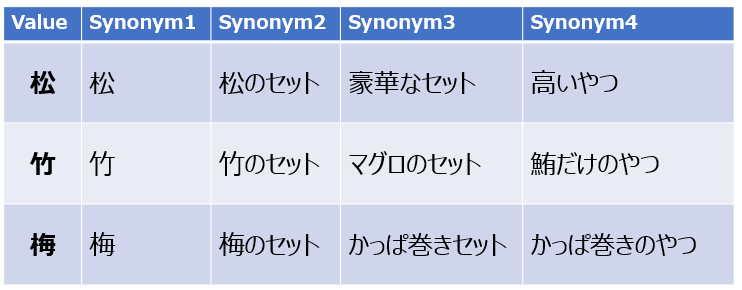 Value Synonym1 Synonym2 Synonym3 Synonym4
松 松 松のセット 豪華なセット 高いやつ
竹 竹 竹のセット マグロのセット 鮪だけのやつ
梅 梅 梅のセット かっぱ巻きセット かっぱ巻きのやつ